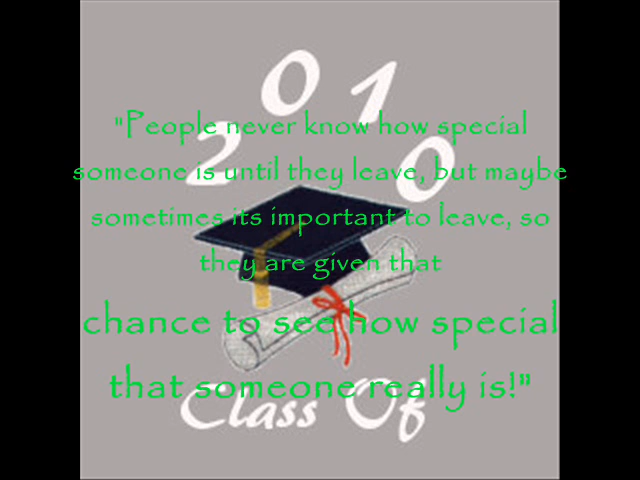 2010
"People never know how special
someone is until they leave, but maybe
sometimes its important to leave, so
they are given that
chance to see how special
that someone really is!"
Class Of